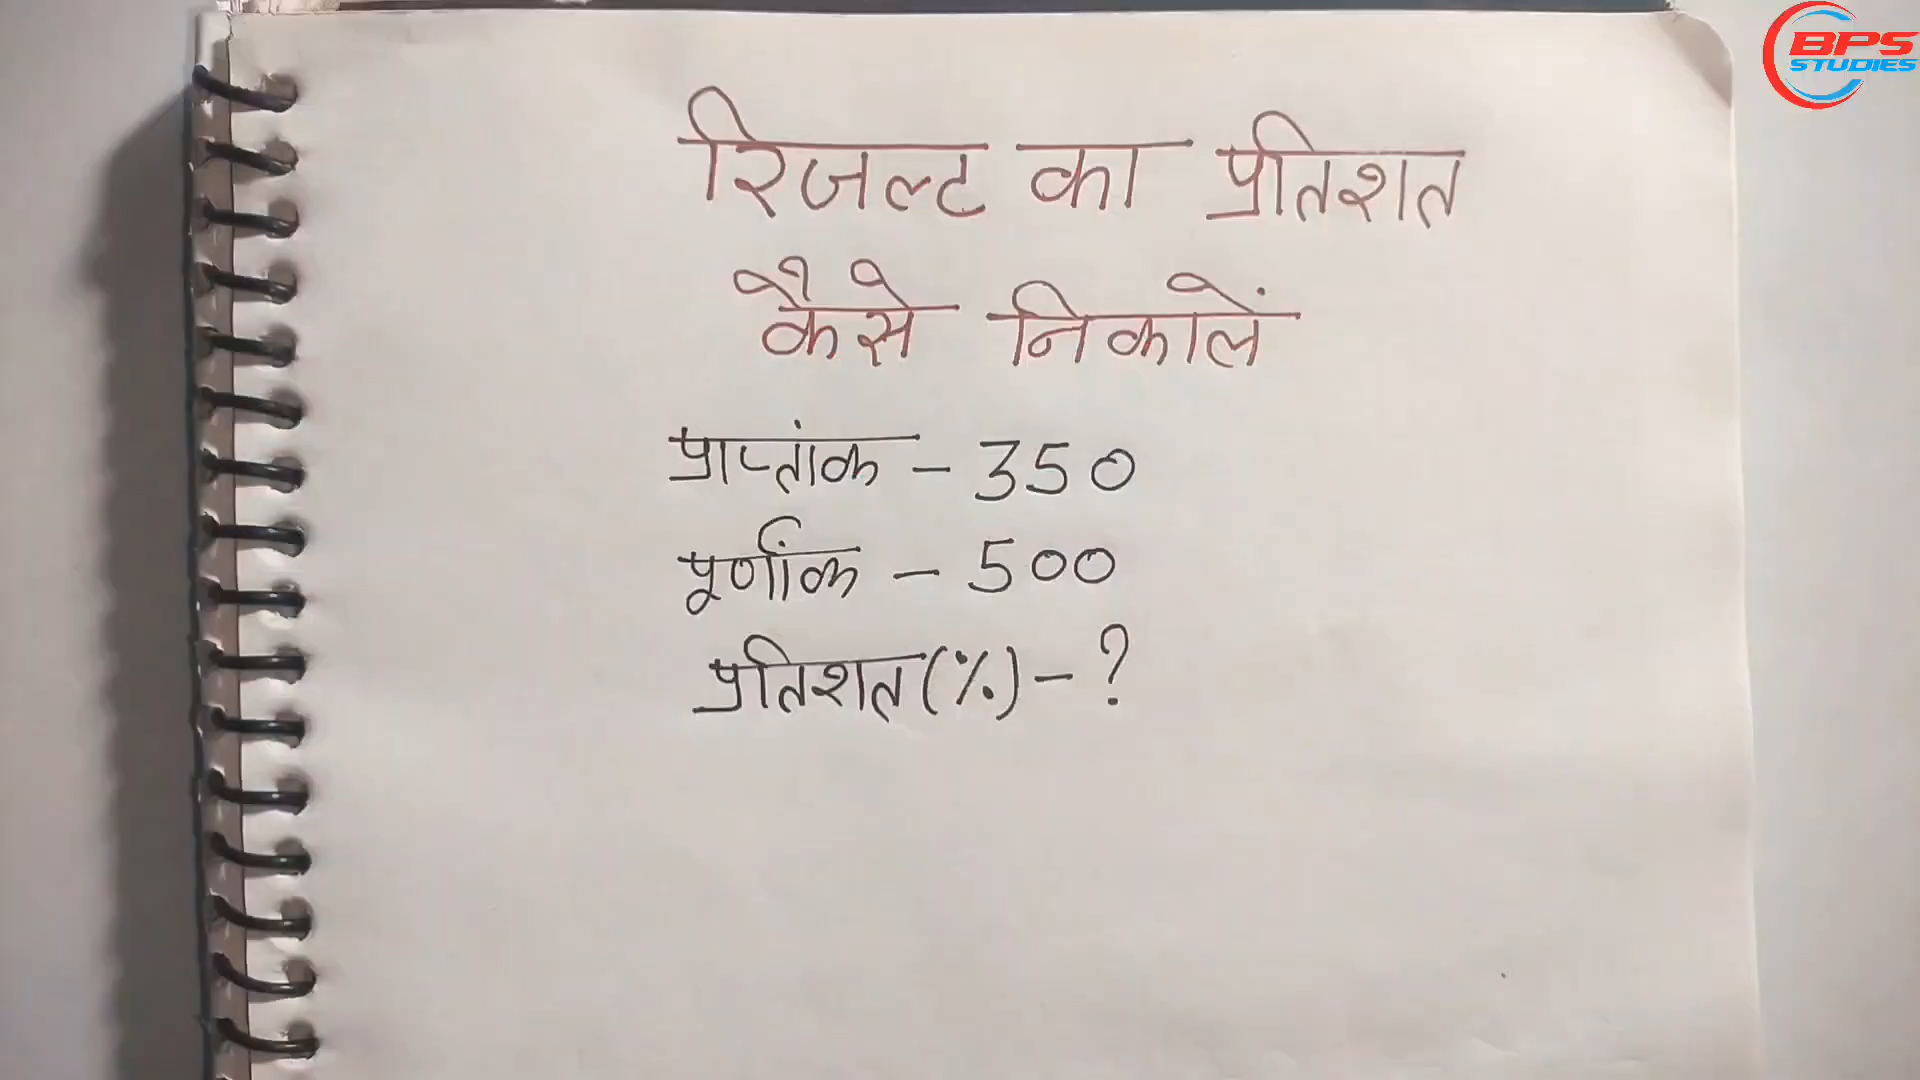 BPS
STUDIES
रिजल्ट का प्रतिशत
कैसे निकालें
प्राप्तांक - 350
पूर्णांक - 500
प्रतिशत (%) - ?